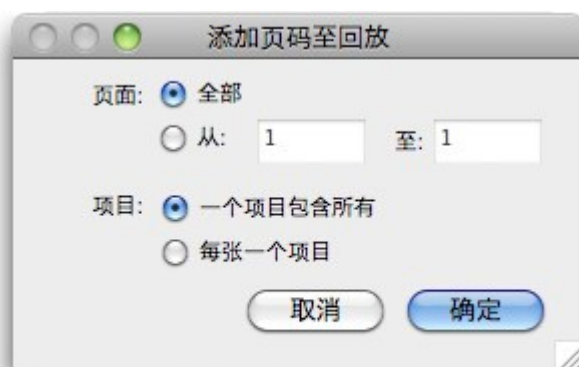 添加页码至回放
页面: 全部
从: 1 至: 1
项目: 一个项目包含所有
每张一个项目
取消 确定